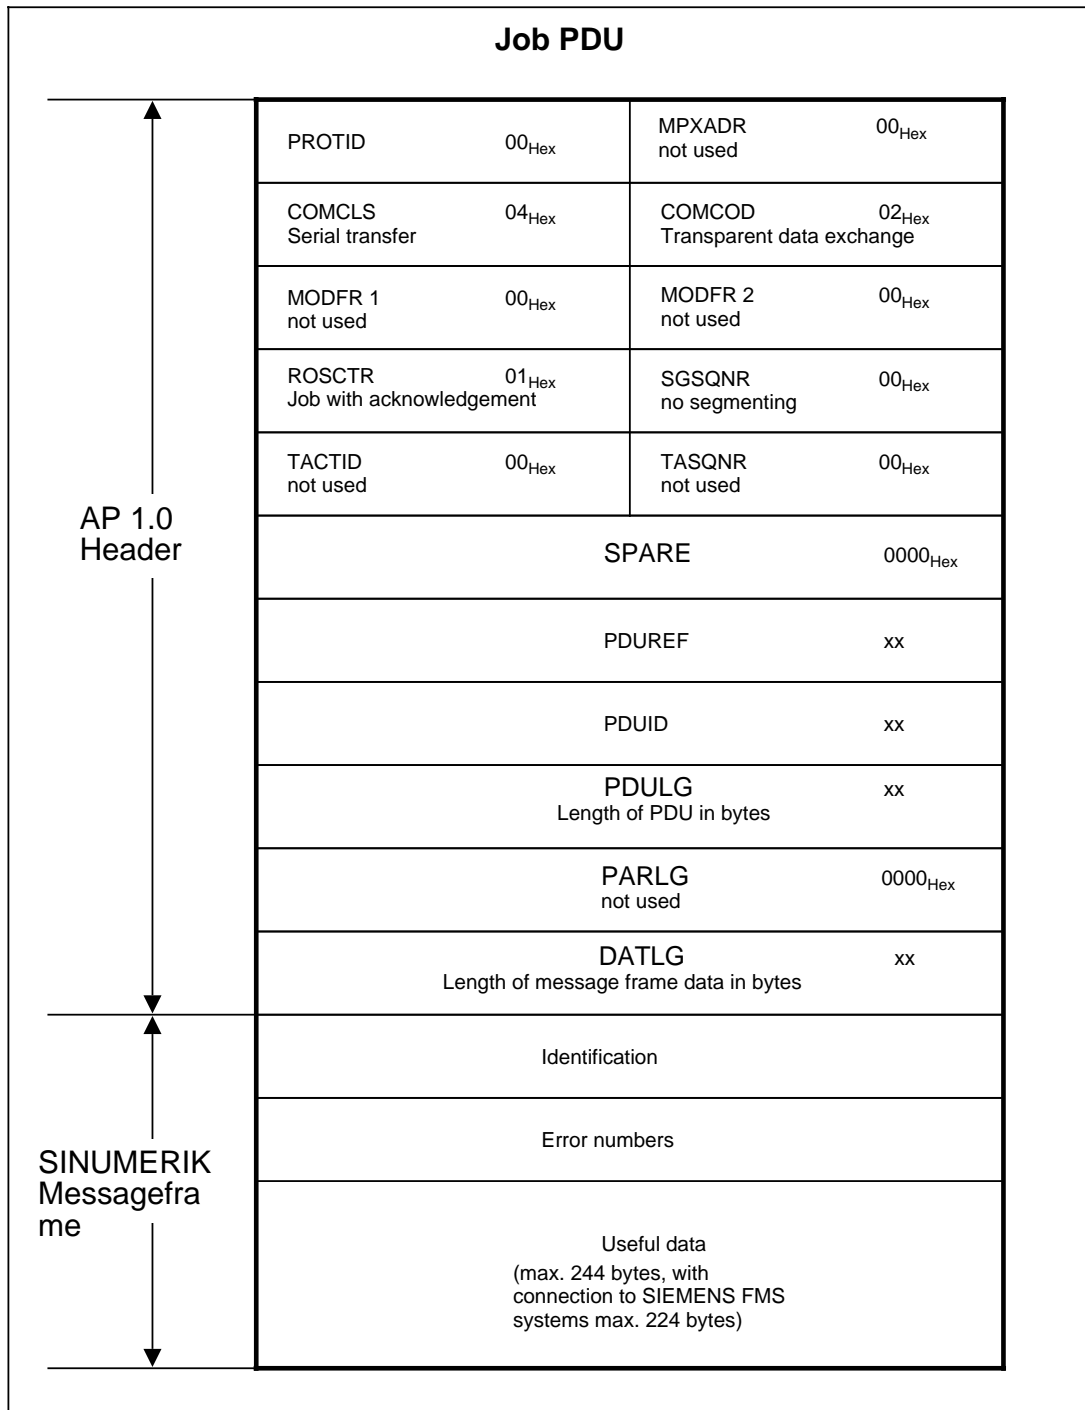 Job PDU
PROTID 00Hex
MPXADR 00Hex
not used
COMCLS 04Hex
Serial transfer
COMCOD 02Hex
Transparent data exchange
MODFR 1 00Hex
not used
MODFR 2 00Hex
not used
ROSCTR 01Hex
Job with acknowledgement
SGSQNR 00Hex
no segmenting
TACTID 00Hex
not used
TASQNR 00Hex
not used
AP 1.0
Header
SPARE 0000Hex
PDUREF xx
PDUID xx
PDULG xx
Length of PDU in bytes
PARLG 0000Hex
not used
DATLG xx
Length of message frame data in bytes
Identification
Error numbers
SINUMERIK
Messagefra
me
Useful data
(max. 244 bytes, with
connection to SIEMENS FMS
systems max. 224 bytes)